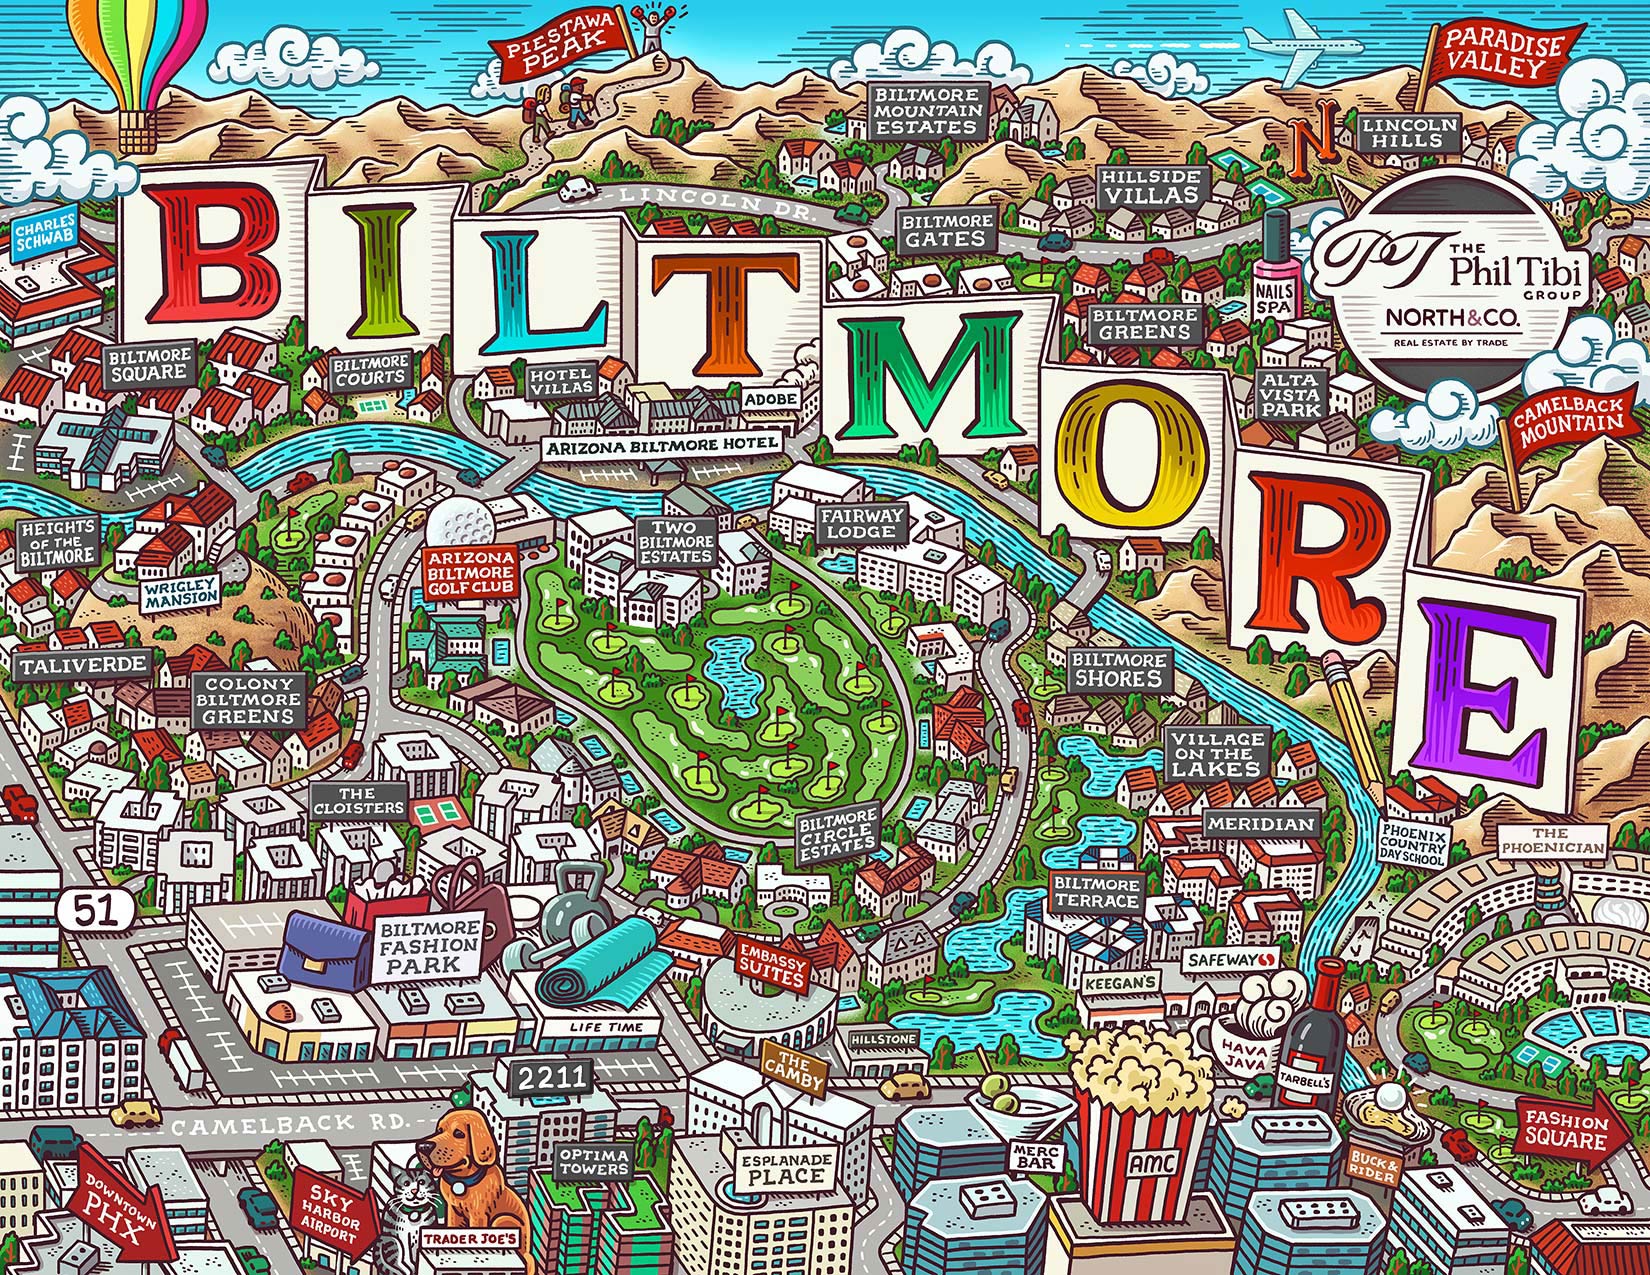 PIESTAWA
PEAK
PARADISE
VALLEY
BILTMORE
MOUNTAIN
ESTATES
N
LINCOLN
HILLS
HILLSIDE
VILLAS
LINCOLN DR.
CHARLES
SCHWAB
BILTMORE
GATES
BILTMORE
PT THE
Phil Tibi
GROUP
NORTH&CO.
REAL ESTATE BY TRADE
NAILS
SPA
BILTMORE
GREENS
BILTMORE
SQUARE
BILTMORE
COURTS
HOTEL
VILLAS
ADOBE
ALTA
VISTA
PARK
CAMELBACK
MOUNTAIN
ARIZONA BILTMORE HOTEL
HEIGHTS
OF THE
BILTMORE
WRIGLEY
MANSION
ARIZONA
BILTMORE
GOLF CLUB
TWO
BILTMORE
ESTATES
FAIRWAY
LODGE
TALIVERDE
COLONY
BILTMORE
GREENS
BILTMORE
SHORES
VILLAGE
ON THE
LAKES
THE
CLOISTERS
BILTMORE
CIRCLE
ESTATES
MERIDIAN
PHOENIX
COUNTRY
DAY SCHOOL
THE
PHOENICIAN
51
BILTMORE
TERRACE
BILTMORE
FASHION
PARK
EMBASSY
SUITES
SAFEWAY
KEEGAN'S
LIFE TIME
HILLSTONE
HAVA
JAVA
TARBELL'S
2211
THE
CAMBY
CAMELBACK RD.
FASHION
SQUARE
OPTIMA
TOWERS
ESPLANADE
PLACE
MERC
BAR
AMC
BUCK &
RIDER
DOWNTOWN
PHX
SKY
HARBOR
AIRPORT
TRADER JOE'S